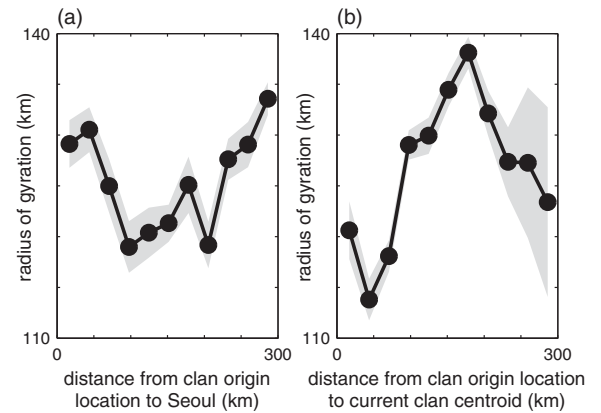 (a)
140
radius of gyration (km)
110
0
300
distance from clan origin
location to Seoul (km)
(b)
140
radius of gyration (km)
110
0
300
distance from clan origin location
to current clan centroid (km)